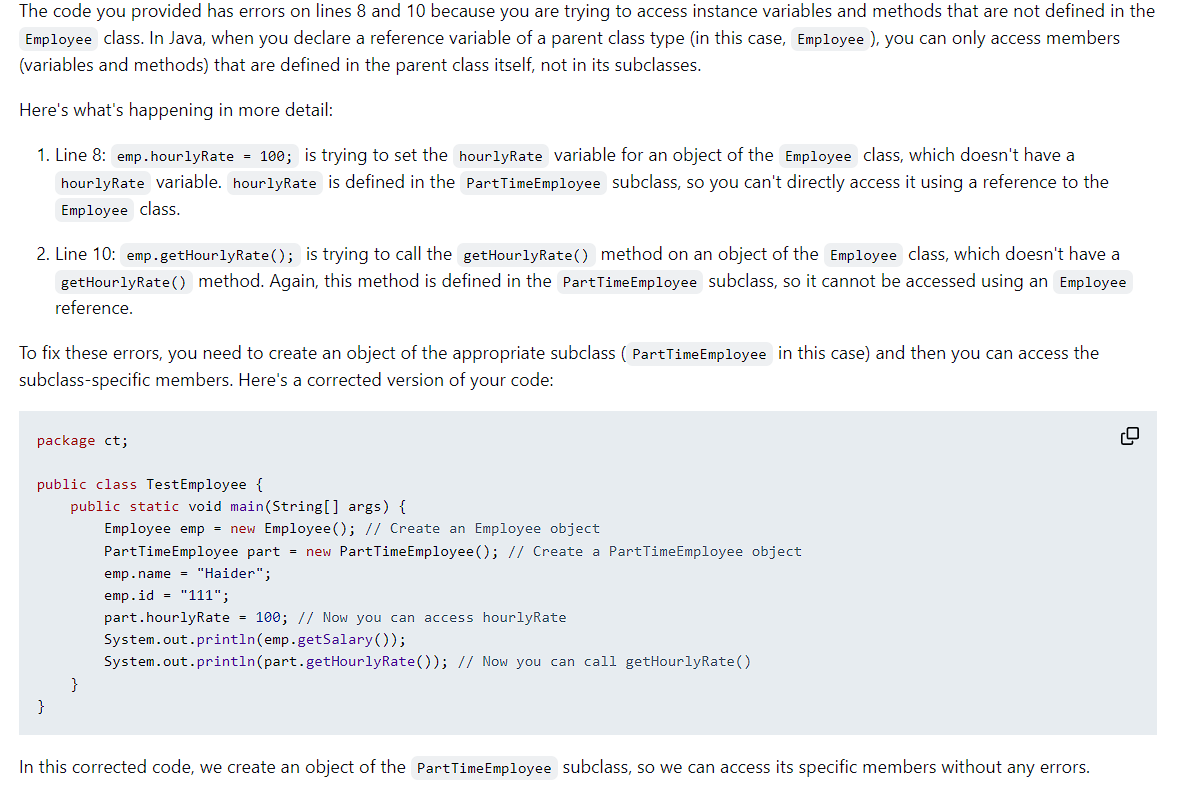 The code you provided has errors on lines 8 and 10 because you are trying to access instance variables and methods that are not defined in the
Employee class. In Java, when you declare a reference variable of a parent class type (in this case, Employee ), you can only access members
(variables and methods) that are defined in the parent class itself, not in its subclasses.
Here's what's happening in more detail:
1. Line 8: emp.hourlyRate = 100; is trying to set the hourlyRate variable for an object of the Employee class, which doesn't have a
hourlyRate variable. hourlyRate is defined in the PartTimeEmployee subclass, so you can't directly access it using a reference to the
Employee class.
2. Line 10: emp.getHourlyRate(); is trying to call the getHourlyRate() method on an object of the Employee class, which doesn't have a
getHourlyRate() method. Again, this method is defined in the PartTimeEmployee subclass, so it cannot be accessed using an Employee
reference.
To fix these errors, you need to create an object of the appropriate subclass ( PartTimeEmployee in this case) and then you can access the
subclass-specific members. Here's a corrected version of your code:
package ct;
public class TestEmployee {
    public static void main(String[] args) {
        Employee emp = new Employee(); // Create an Employee object
        PartTimeEmployee part = new PartTimeEmployee(); // Create a PartTimeEmployee object
        emp.name = "Haider";
        emp.id = "111";
        part.hourlyRate = 100; // Now you can access hourlyRate
        System.out.println(emp.getSalary());
        System.out.println(part.getHourlyRate()); // Now you can call getHourlyRate()
    }
}
In this corrected code, we create an object of the PartTimeEmployee subclass, so we can access its specific members without any errors.